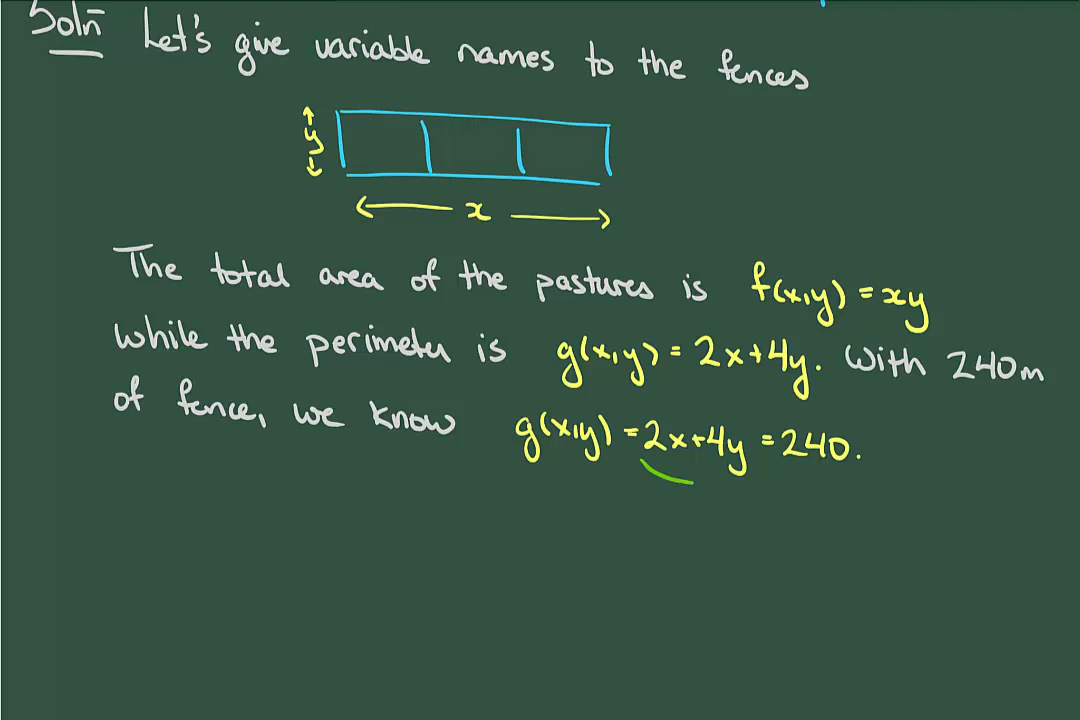 Solñ Let's give variable names to the fences
y
x
The total area of the pastures is f(x,y) = xy
while the perimeter is g(x,y) = 2x+4y. With 240m
of fence, we know g(x,y) = 2x+4y = 240.